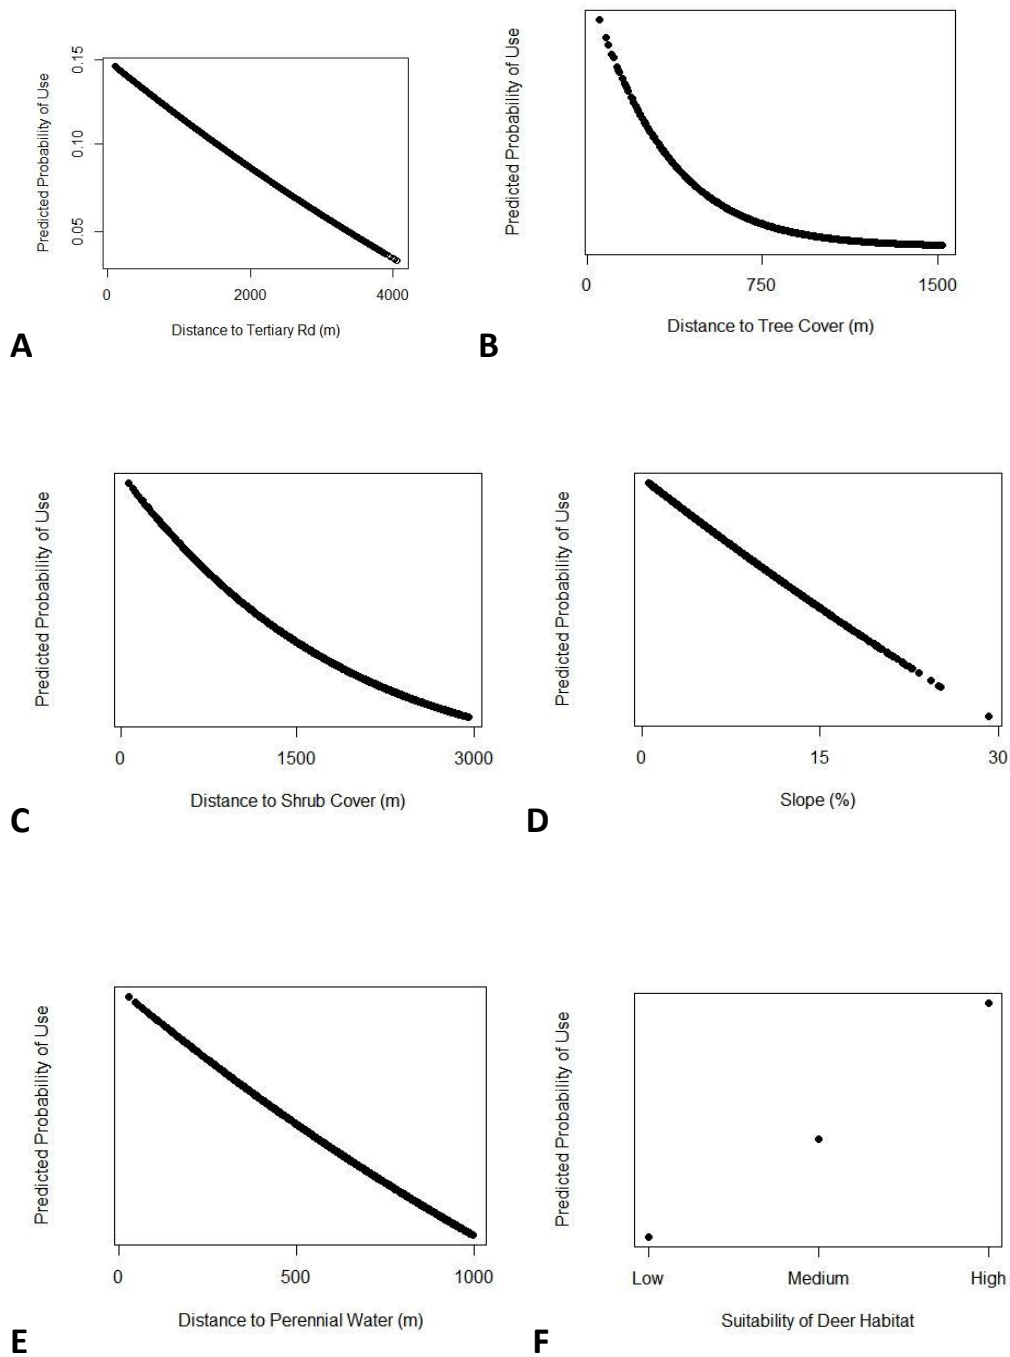 Predicted Probability of Use
0.15
0.10
0.05
0
2000
4000
Distance to Tertiary Rd (m)
A
Predicted Probability of Use
0
750
1500
Distance to Tree Cover (m)
B
Predicted Probability of Use
0
1500
3000
Distance to Shrub Cover (m)
C
Predicted Probability of Use
0
15
30
Slope (%)
D
Predicted Probability of Use
0
500
1000
Distance to Perennial Water (m)
E
Predicted Probability of Use
Low
Medium
High
Suitability of Deer Habitat
F